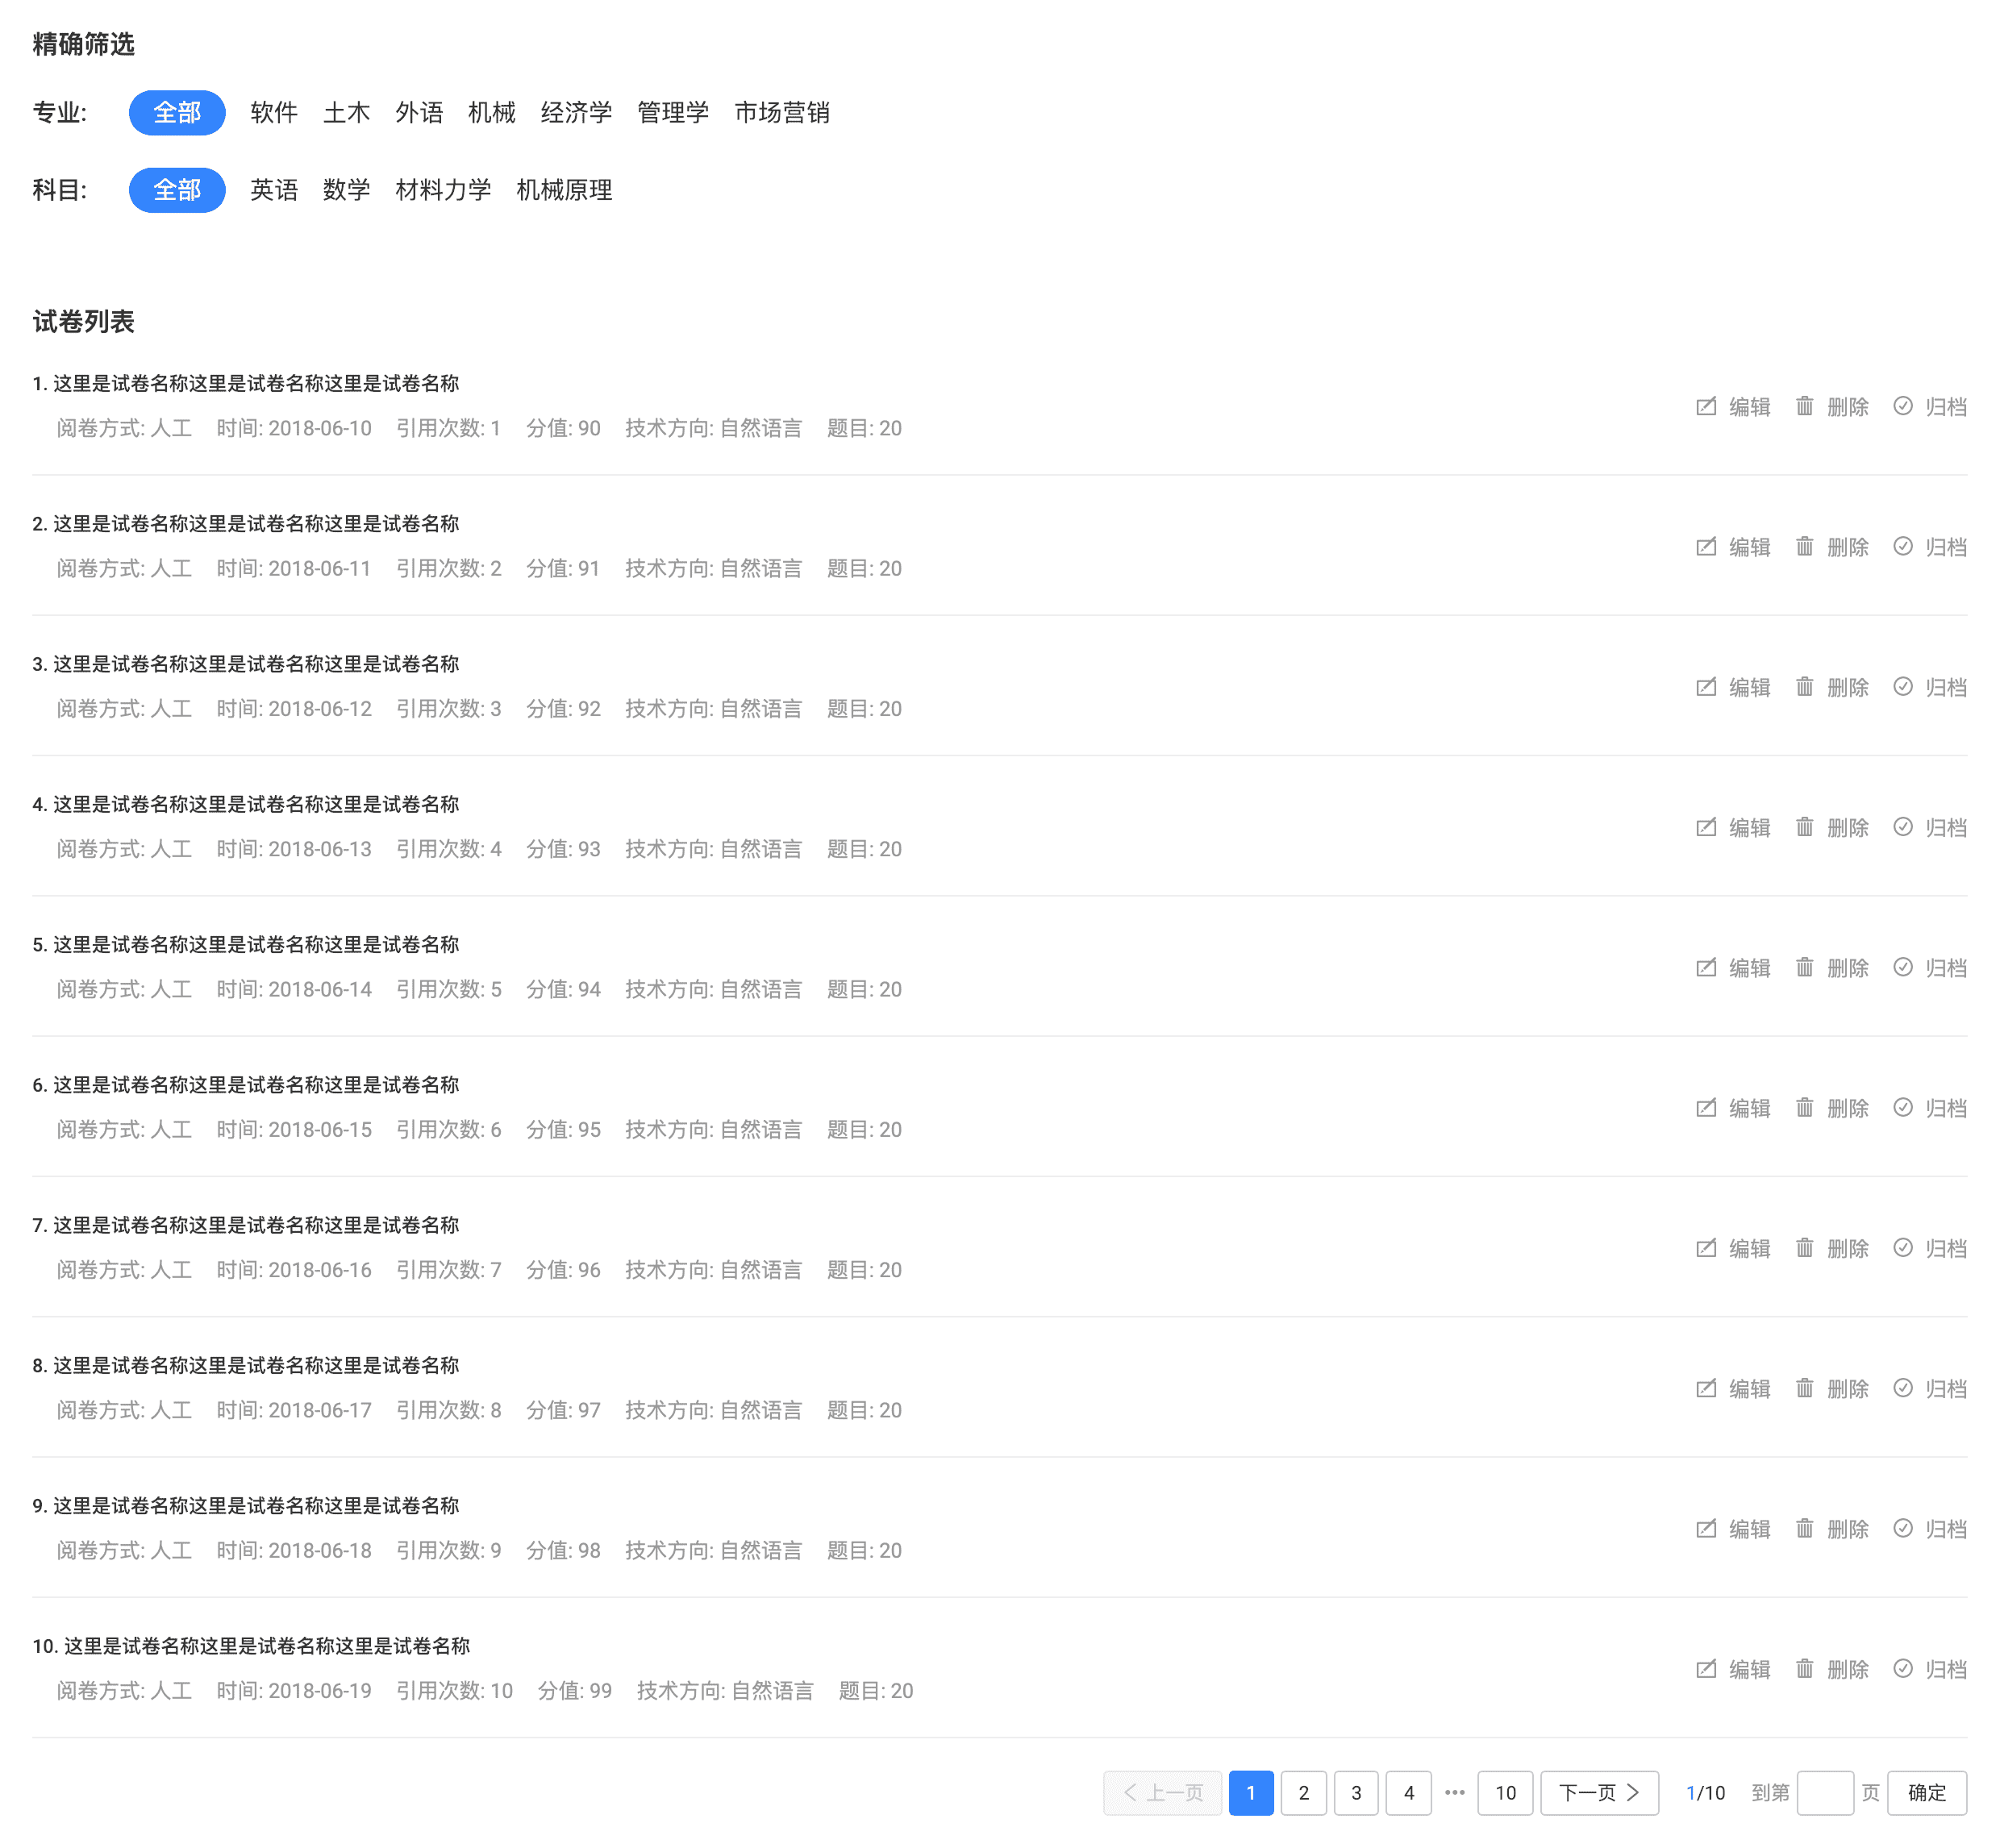 精确筛选
专业: 全部 软件 土木 外语 机械 经济学 管理学 市场营销
科目: 全部 英语 数学 材料力学 机械原理
试卷列表
1. 这里是试卷名称这里是试卷名称这里是试卷名称
阅卷方式: 人工 时间: 2018-06-10 引用次数: 1 分值: 90 技术方向: 自然语言 题目: 20
编辑 删除 归档
2. 这里是试卷名称这里是试卷名称这里是试卷名称
阅卷方式: 人工 时间: 2018-06-11 引用次数: 2 分值: 91 技术方向: 自然语言 题目: 20
编辑 删除 归档
3. 这里是试卷名称这里是试卷名称这里是试卷名称
阅卷方式: 人工 时间: 2018-06-12 引用次数: 3 分值: 92 技术方向: 自然语言 题目: 20
编辑 删除 归档
4. 这里是试卷名称这里是试卷名称这里是试卷名称
阅卷方式: 人工 时间: 2018-06-13 引用次数: 4 分值: 93 技术方向: 自然语言 题目: 20
编辑 删除 归档
5. 这里是试卷名称这里是试卷名称这里是试卷名称
阅卷方式: 人工 时间: 2018-06-14 引用次数: 5 分值: 94 技术方向: 自然语言 题目: 20
编辑 删除 归档
6. 这里是试卷名称这里是试卷名称这里是试卷名称
阅卷方式: 人工 时间: 2018-06-15 引用次数: 6 分值: 95 技术方向: 自然语言 题目: 20
编辑 删除 归档
7. 这里是试卷名称这里是试卷名称这里是试卷名称
阅卷方式: 人工 时间: 2018-06-16 引用次数: 7 分值: 96 技术方向: 自然语言 题目: 20
编辑 删除 归档
8. 这里是试卷名称这里是试卷名称这里是试卷名称
阅卷方式: 人工 时间: 2018-06-17 引用次数: 8 分值: 97 技术方向: 自然语言 题目: 20
编辑 删除 归档
9. 这里是试卷名称这里是试卷名称这里是试卷名称
阅卷方式: 人工 时间: 2018-06-18 引用次数: 9 分值: 98 技术方向: 自然语言 题目: 20
编辑 删除 归档
10. 这里是试卷名称这里是试卷名称这里是试卷名称
阅卷方式: 人工 时间: 2018-06-19 引用次数: 10 分值: 99 技术方向: 自然语言 题目: 20
编辑 删除 归档
上一页 1 2 3 4 ••• 10 下一页 1/10 到第 页 确定